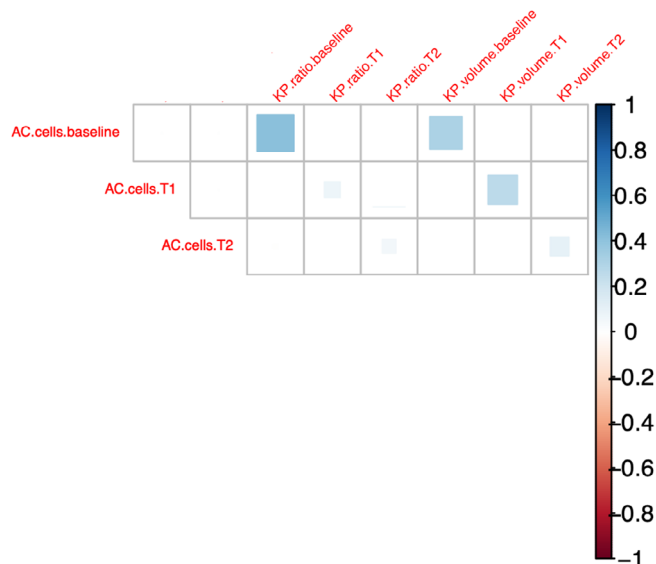 KP.ratio.baseline
KP.ratio.T1
KP.ratio.T2
KP.volume.baseline
KP.volume.T1
KP.volume.T2
AC.cells.baseline
AC.cells.T1
AC.cells.T2
1
0.8
0.6
0.4
0.2
0
-0.2
-0.4
-0.6
-0.8
-1